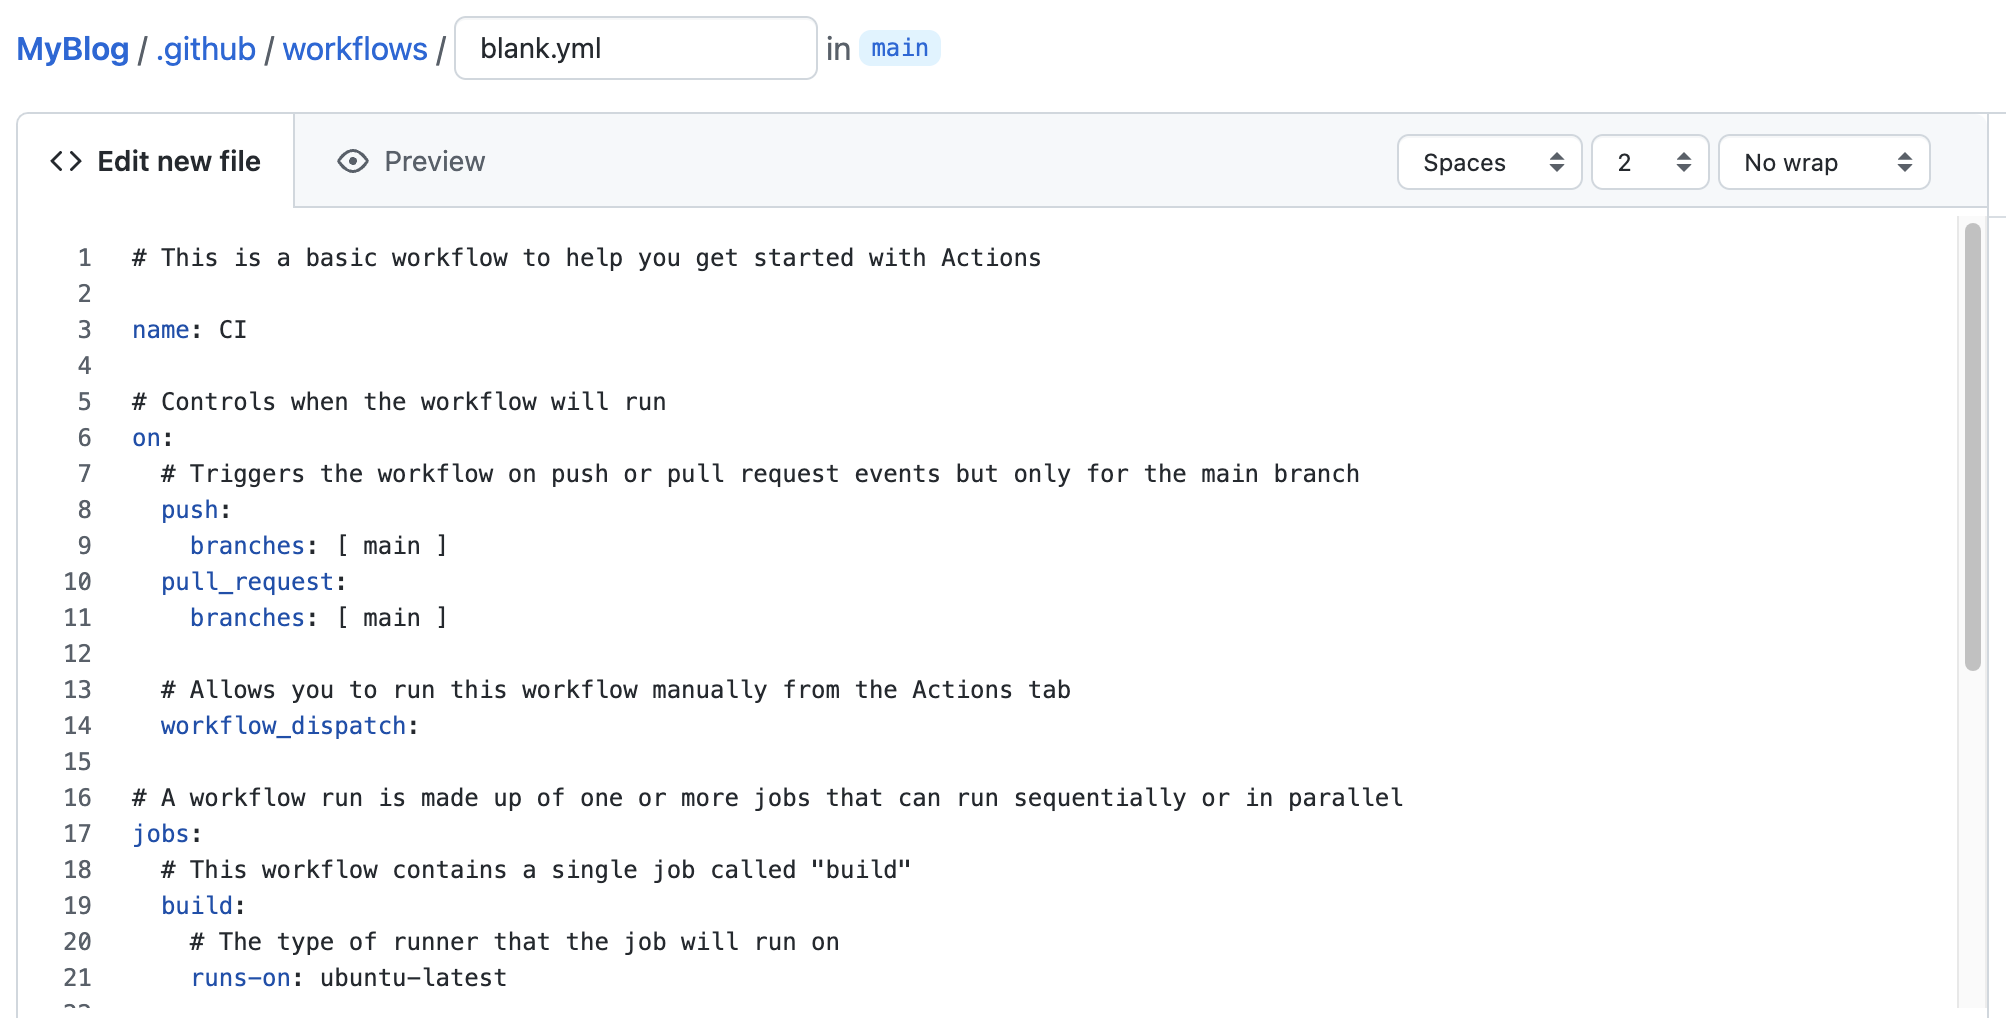 MyBlog / .github / workflows / blank.yml in main
Edit new file Preview Spaces 2 No wrap
1 # This is a basic workflow to help you get started with Actions
2
3 name: CI
4
5 # Controls when the workflow will run
6 on:
7   # Triggers the workflow on push or pull request events but only for the main branch
8   push:
9     branches: [ main ]
10   pull_request:
11     branches: [ main ]
12
13   # Allows you to run this workflow manually from the Actions tab
14   workflow_dispatch:
15
16 # A workflow run is made up of one or more jobs that can run sequentially or in parallel
17 jobs:
18   # This workflow contains a single job called "build"
19   build:
20     # The type of runner that the job will run on
21     runs-on: ubuntu-latest